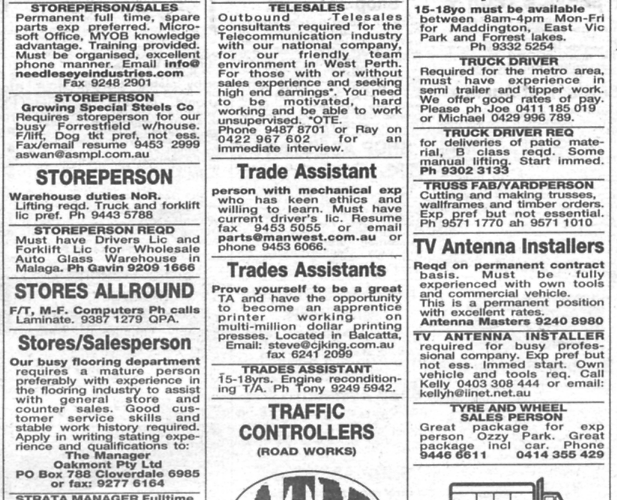 STOREPERSON/SALES
Permanent full time, spare
parts exp preferred. Micro-
soft Office, MYOB knowledge
advantage. Training provided.
Must be organised, excellent
phone manner. Email info@
needleseyeindustries.com
Fax 9248 2901
STOREPERSON
Growing Special Steels Co
Requires storeperson for our
busy Forrestfield w/house.
F/lift, Dog tkt pref, not ess.
Fax/email resume 9453 2999
aswan@asmpl.com.au
STOREPERSON
Warehouse duties NoR.
Lifting reqd. Truck and forklift
lic pref. Ph 9443 5788
STOREPERSON REQD
Must have Drivers Lic and
Forklift Lic for Wholesale
Auto Glass Warehouse in
Malaga. Ph Gavin 9209 1666
STORES ALLROUND
F/T, M-F. Computers Ph calls
Laminate. 9387 1279 QPA.
Stores/Salesperson
Our busy flooring department
requires a mature person
preferably with experience in
the flooring industry to assist
with general store and
counter sales. Good cus-
tomer service skills and
stable work history required.
Apply in writing stating expe-
rience and qualifications to:
The Manager
Oakmont Pty Ltd
PO Box 788 Cloverdale 6985
or fax: 9277 6164
STRATA MANAGER Fulltime
TELESALES
Outbound Telesales
consultants required for the
Telecommunication industry
with our national company,
for our friendly team
environment in West Perth.
For those with or without
sales experience and seeking
high end earnings*. You need
to be motivated, hard
working and be able to work
unsupervised. *OTE.
Phone 9487 8701 or Ray on
0422 967 602 for an
immediate interview.
Trade Assistant
person with mechanical exp
who has keen ethics and
willing to learn. Must have
current driver's lic. Resume
fax 9453 5055 or email
parts@manwest.com.au or
phone 9453 6066.
Trades Assistants
Prove yourself to be a great
TA and have the opportunity
to become an apprentice
printer working on
multi-million dollar printing
presses. Located in Balcatta,
Email: steve@cjking.com.au
fax 6241 2099
TRADES ASSISTANT
15-18yrs. Engine recondition-
ing T/A. Ph Tony 9249 5942.
TRAFFIC
CONTROLLERS
(ROAD WORKS)
ATM
15-18yo must be available
between 8am-4pm Mon-Fri
for Maddington, East Vic
Park and Forrest lakes.
Ph 9332 5254
TRUCK DRIVER
Required for the metro area,
must have experience in
semi trailer and tipper work.
We offer good rates of pay.
Please ph Joe 0411 185 019
or Michael 0429 996 789.
TRUCK DRIVER REQ
for deliveries of patio mate-
rial, B class reqd. Some
manual lifting. Start immed.
Ph 9302 3133
TRUSS FAB/YARDPERSON
Cutting and making trusses,
wallframes and timber orders.
Exp pref but not essential.
Ph 9571 1770 ah 9571 1010
TV Antenna Installers
Reqd on permanent contract
basis. Must be fully
experienced with own tools
and commercial vehicle.
This is a permanent position
with excellent rates.
Antenna Masters 9240 8980
TV ANTENNA INSTALLER
required for busy profes-
sional company. Exp pref but
not ess. Immed start. Own
vehicle and tools req. Call
Kelly 0403 308 444 or email:
kellyh@iinet.net.au
TYRE AND WHEEL
SALES PERSON
Great package for exp
person Ozzy Park. Great
package incl car. Phone
9446 6611 0414 355 429